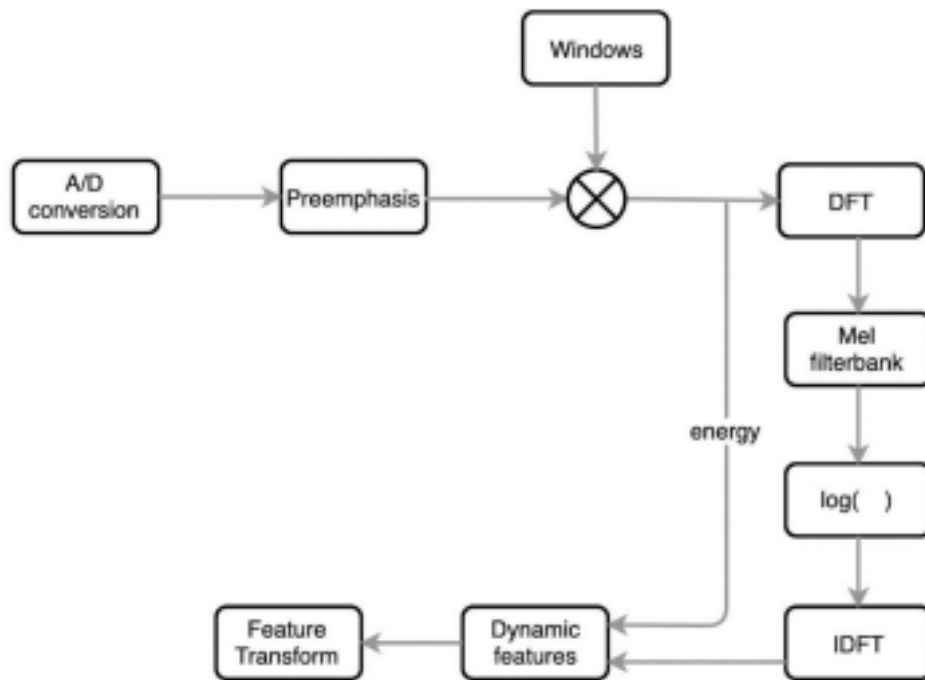 Windows
A/D
conversion
Preemphasis
DFT
Mel
filterbank
energy
log( )
Feature
Transform
Dynamic
features
IDFT